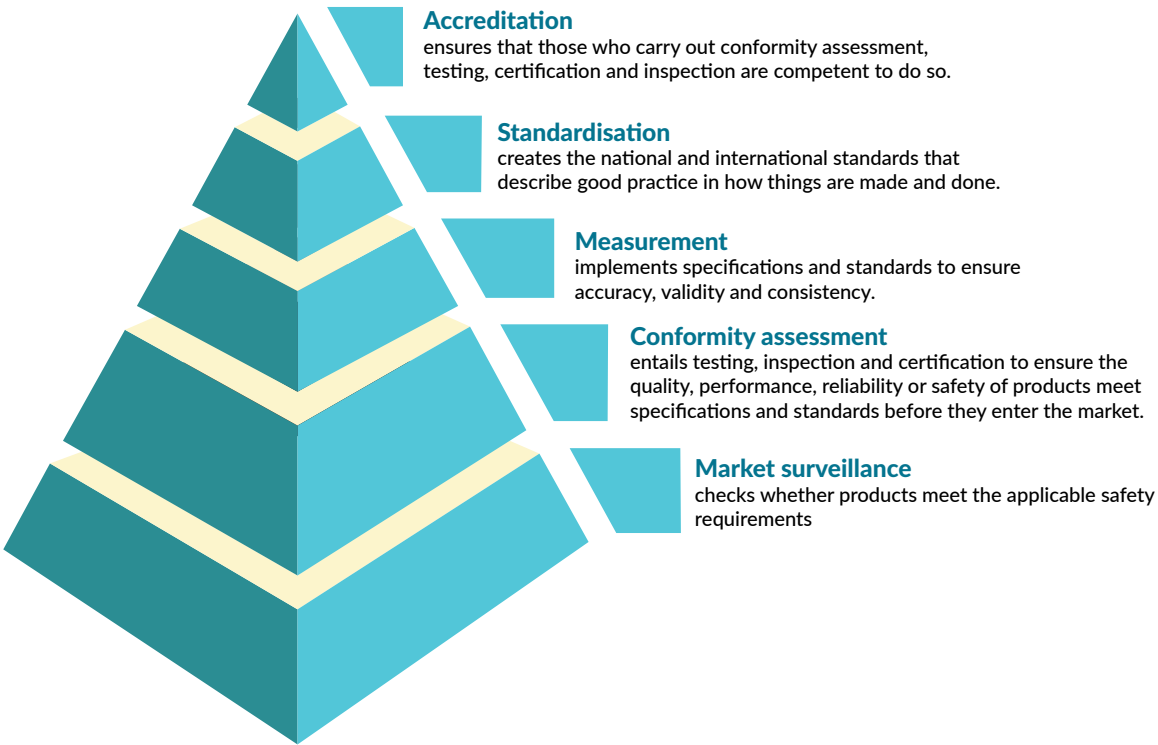 Accreditation
ensures that those who carry out conformity assessment,
testing, certification and inspection are competent to do so.
Standardisation
creates the national and international standards that
describe good practice in how things are made and done.
Measurement
implements specifications and standards to ensure
accuracy, validity and consistency.
Conformity assessment
entails testing, inspection and certification to ensure the
quality, performance, reliability or safety of products meet
specifications and standards before they enter the market.
Market surveillance
checks whether products meet the applicable safety
requirements